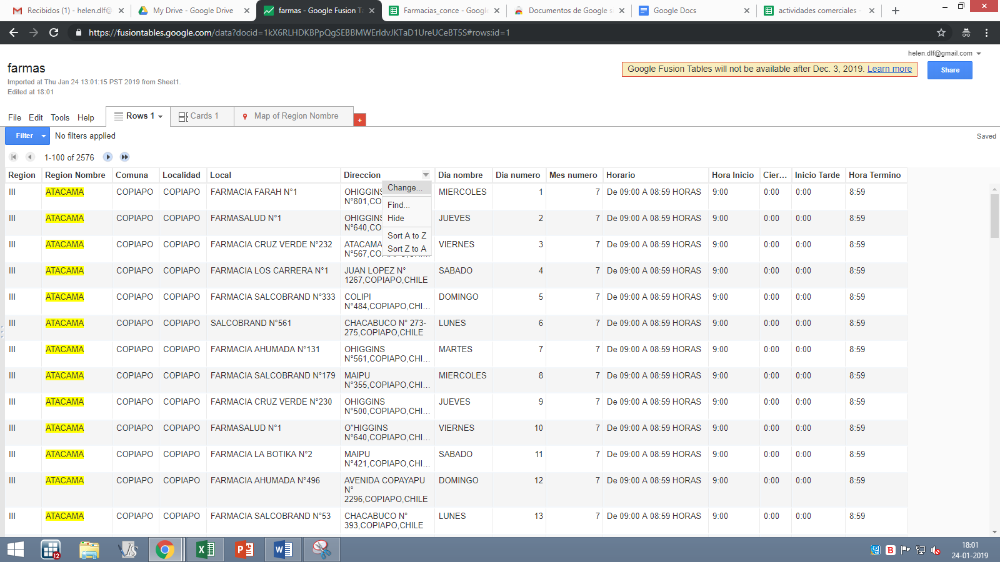 Recibidos (1) - helen.dlf@
My Drive - Google Drive
farmas - Google Fusion Ta
Farmacias_conce - Google
Documentos de Google s
Google Docs
actividades comerciales -
https://fusiontables.google.com/data?docid=1kX6RLHDKBPpQgSEBBMWErIdvJKTaD1UreUCeBT5S#rows:id=1
helen.dlf@gmail.com
farmas
Google Fusion Tables will not be available after Dec. 3, 2019. Learn more
Share
Imported at Thu Jan 24 13:01:15 PST 2019 from Sheet1.
Edited at 18:01
File Edit Tools Help Rows 1 Cards 1 Map of Region Nombre +
Filter No filters applied Saved
1-100 of 2576
Region Region Nombre Comuna Localidad Local Direccion Dia nombre Dia numero Mes numero Horario Hora Inicio Cier... Inicio Tarde Hora Termino
III ATACAMA COPIAPO COPIAPO FARMACIA FARAH N°1 OHIGGINS N°801,CO MIERCOLES 1 7 De 09:00 A 08:59 HORAS 9:00 0:00 0:00 8:59
III ATACAMA COPIAPO COPIAPO FARMASALUD N°1 OHIGGINS N°640,CO JUEVES 2 7 De 09:00 A 08:59 HORAS 9:00 0:00 0:00 8:59
III ATACAMA COPIAPO COPIAPO FARMACIA CRUZ VERDE N°232 ATACAMA N°567,CO VIERNES 3 7 De 09:00 A 08:59 HORAS 9:00 0:00 0:00 8:59
Change...
Find...
Hide
Sort A to Z
Sort Z to A
III ATACAMA COPIAPO COPIAPO FARMACIA LOS CARRERA N°1 JUAN LOPEZ N° 1267,COPIAPO,CHILE SABADO 4 7 De 09:00 A 08:59 HORAS 9:00 0:00 0:00 8:59
III ATACAMA COPIAPO COPIAPO FARMACIA SALCOBRAND N°333 COLIPI N°484,COPIAPO,CHI... DOMINGO 5 7 De 09:00 A 08:59 HORAS 9:00 0:00 0:00 8:59
III ATACAMA COPIAPO COPIAPO SALCOBRAND N°561 CHACABUCO N° 273-275,COPIAPO,CHILE LUNES 6 7 De 09:00 A 08:59 HORAS 9:00 0:00 0:00 8:59
III ATACAMA COPIAPO COPIAPO FARMACIA AHUMADA N°131 OHIGGINS N°561,COPIAPO,CHI... MARTES 7 7 De 09:00 A 08:59 HORAS 9:00 0:00 0:00 8:59
III ATACAMA COPIAPO COPIAPO FARMACIA SALCOBRAND N°179 MAIPU N°355,COPIAPO,CHI... MIERCOLES 8 7 De 09:00 A 08:59 HORAS 9:00 0:00 0:00 8:59
III ATACAMA COPIAPO COPIAPO FARMACIA CRUZ VERDE N°230 OHIGGINS N°500,COPIAPO,CHI... JUEVES 9 7 De 09:00 A 08:59 HORAS 9:00 0:00 0:00 8:59
III ATACAMA COPIAPO COPIAPO FARMASALUD N°1 O"HIGGINS N°640,COPIAPO,CHI... VIERNES 10 7 De 09:00 A 08:59 HORAS 9:00 0:00 0:00 8:59
III ATACAMA COPIAPO COPIAPO FARMACIA LA BOTIKA N°2 MAIPU N°421,COPIAPO,CHI... SABADO 11 7 De 09:00 A 08:59 HORAS 9:00 0:00 0:00 8:59
III ATACAMA COPIAPO COPIAPO FARMACIA AHUMADA N°496 AVENIDA COPAYAPU N° 2296,COPIAPO,CHILE DOMINGO 12 7 De 09:00 A 08:59 HORAS 9:00 0:00 0:00 8:59
III ATACAMA COPIAPO COPIAPO FARMACIA SALCOBRAND N°53 CHACABUCO N° 393,COPIAPO,CHILE LUNES 13 7 De 09:00 A 08:59 HORAS 9:00 0:00 0:00 8:59
12
18:01
24-01-2019